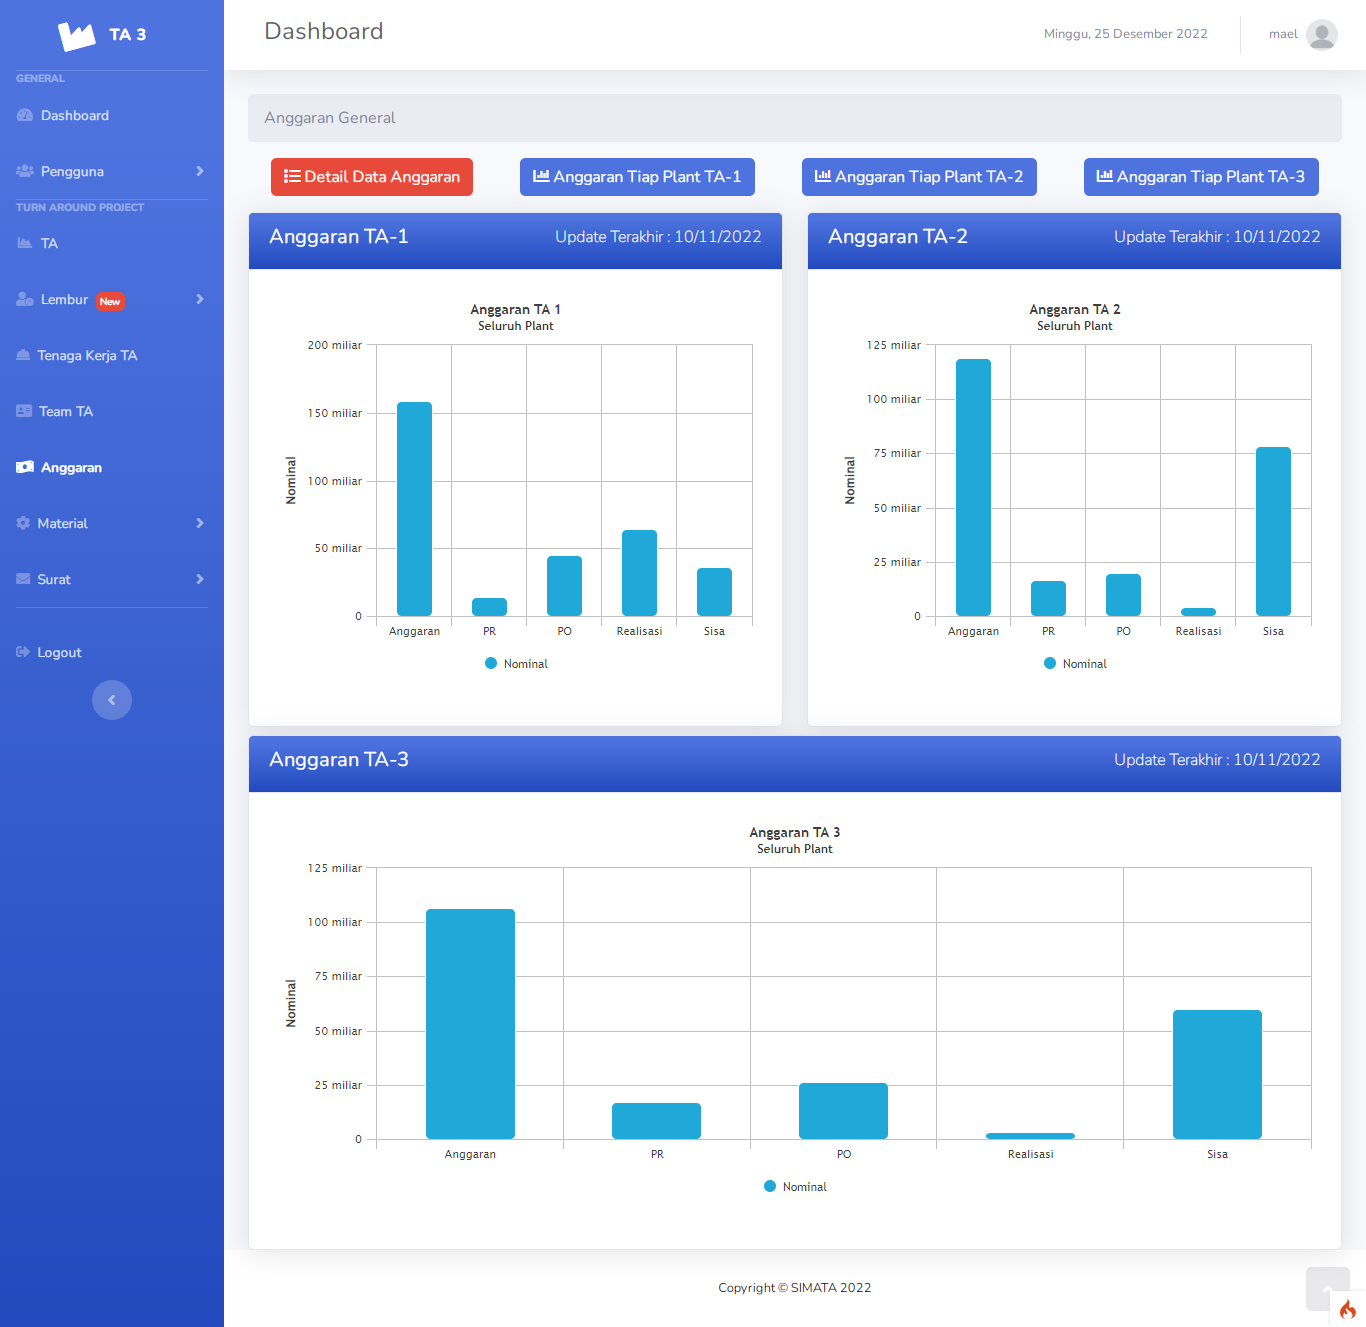 TA 3
GENERAL
Dashboard
Pengguna
TURN AROUND PROJECT
TA
Lembur New
Tenaga Kerja TA
Team TA
Anggaran
Material
Surat
Logout
Dashboard
Minggu, 25 Desember 2022
mael
Anggaran General
Detail Data Anggaran
Anggaran Tiap Plant TA-1
Anggaran Tiap Plant TA-2
Anggaran Tiap Plant TA-3
Anggaran TA-1
Update Terakhir : 10/11/2022
Anggaran TA 1
Seluruh Plant
Nominal
200 miliar
150 miliar
100 miliar
50 miliar
0
Anggaran
PR
PO
Realisasi
Sisa
Nominal
Anggaran TA-2
Update Terakhir : 10/11/2022
Anggaran TA 2
Seluruh Plant
Nominal
125 miliar
100 miliar
75 miliar
50 miliar
25 miliar
0
Anggaran
PR
PO
Realisasi
Sisa
Nominal
Anggaran TA-3
Update Terakhir : 10/11/2022
Anggaran TA 3
Seluruh Plant
Nominal
125 miliar
100 miliar
75 miliar
50 miliar
25 miliar
0
Anggaran
PR
PO
Realisasi
Sisa
Nominal
Copyright © SIMATA 2022